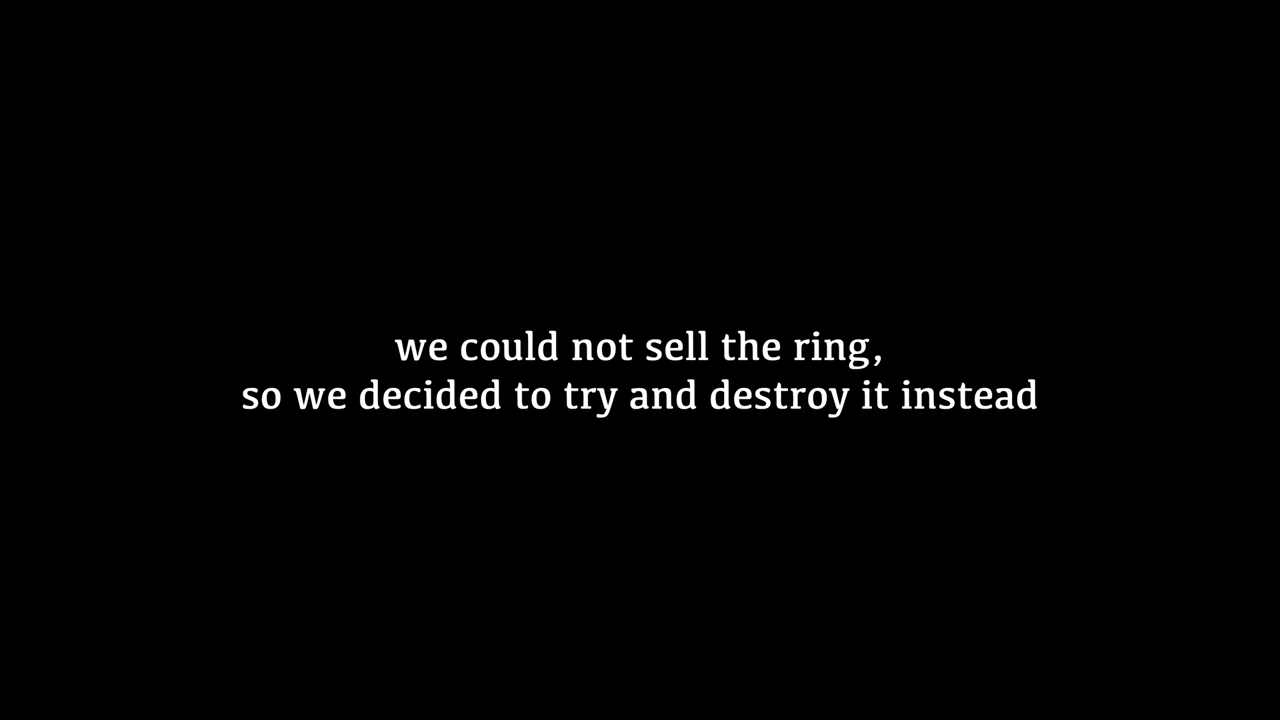 we could not sell the ring,
so we decided to try and destroy it instead